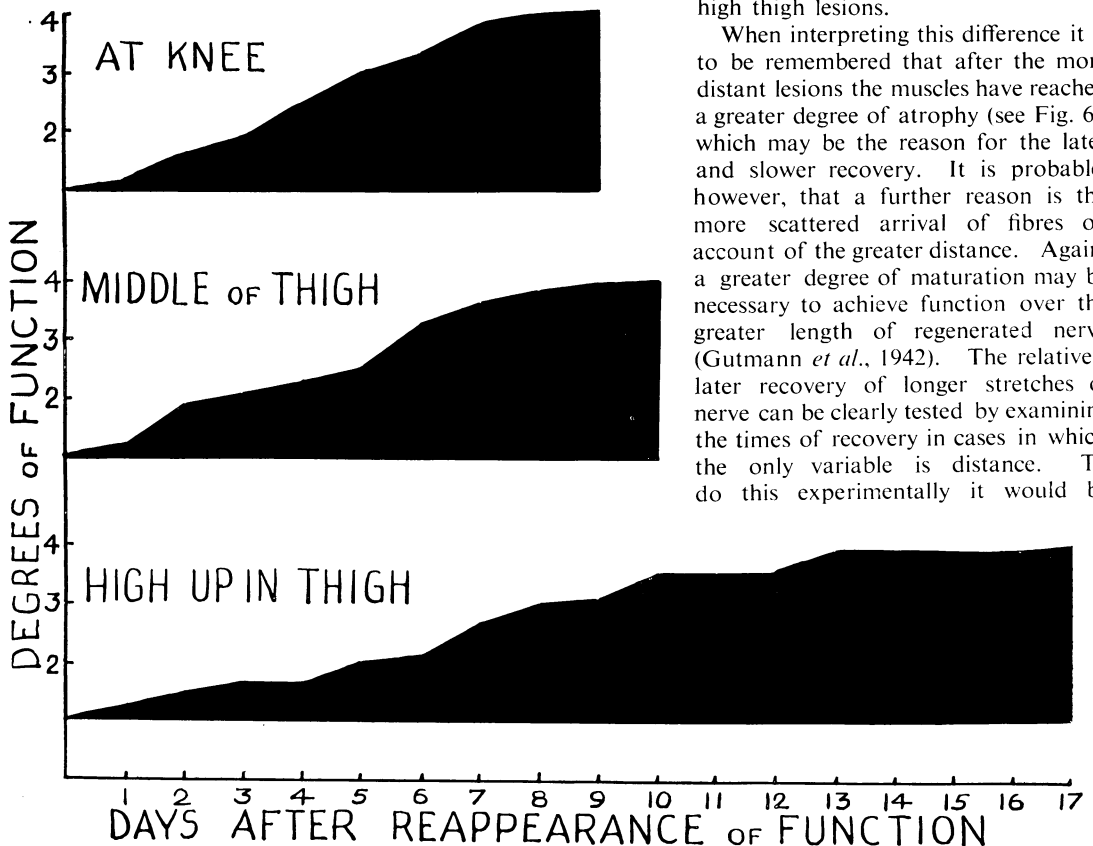 4
AT KNEE
3
2
MIDDLE OF THIGH
4
3
2
HIGH UP IN THIGH
4
3
2
DEGREES OF FUNCTION
1 2 3 4 5 6 7 8 9 10 11 12 13 14 15 16 17
DAYS AFTER REAPPEARANCE OF FUNCTION
high thigh lesions.
When interpreting this difference it
to be remembered that after the mor
distant lesions the muscles have reache
a greater degree of atrophy (see Fig. 6
which may be the reason for the late
and slower recovery. It is probabl
however, that a further reason is th
more scattered arrival of fibres o
account of the greater distance. Again
a greater degree of maturation may b
necessary to achieve function over th
greater length of regenerated nerv
(Gutmann et al., 1942). The relative
later recovery of longer stretches o
nerve can be clearly tested by examinin
the times of recovery in cases in whic
the only variable is distance. T
do this experimentally it would b